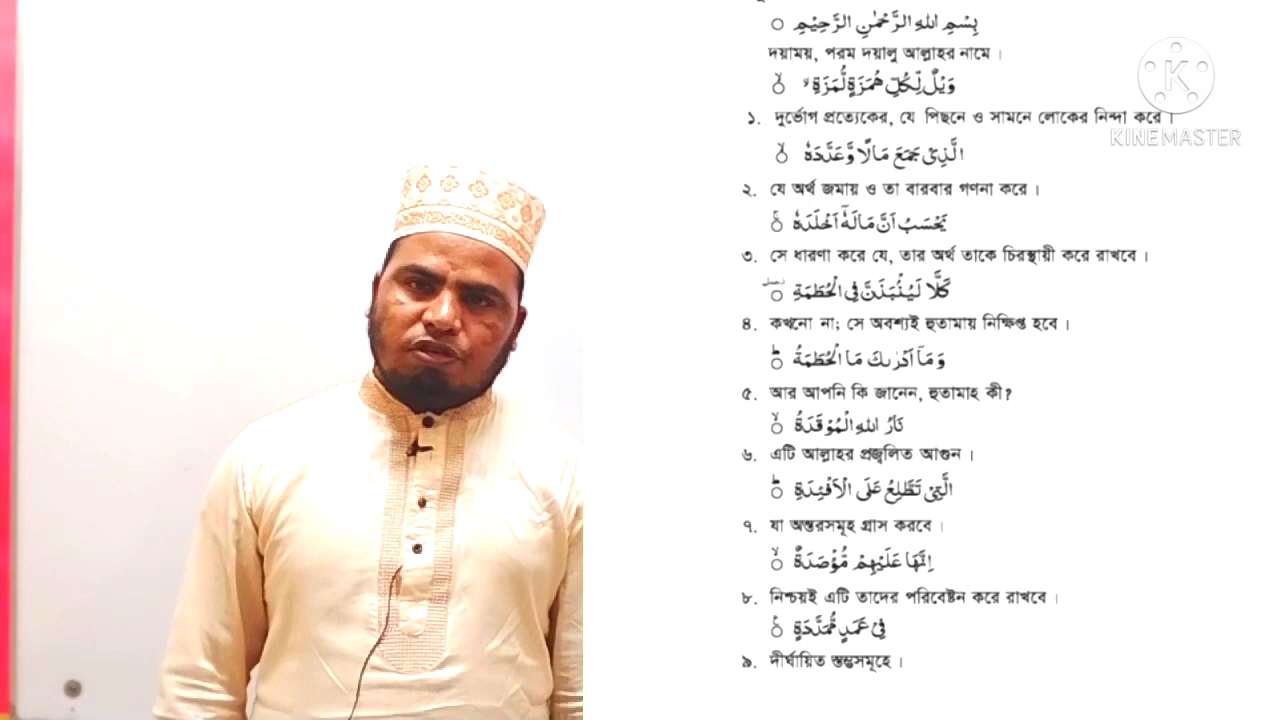 بِسْمِ اللهِ الرَّحْمٰنِ الرَّحِيْمِ ○
দয়াময়, পরম দয়ালু আল্লাহর নামে।
وَيْلٌ لِّكُلِّ هُمَزَةٍ لُّمَزَةِ ۙ ○
১. দুর্ভোগ প্রত্যেকের, যে পিছনে ও সামনে লোকের নিন্দা করে।
الَّذِيْ جَمَعَ مَالًا وَّعَدَّدَهٗ ○
২. যে অর্থ জমায় ও তা বারবার গণনা করে।
يَحْسَبُ اَنَّ مَالَهٗۤ اَخْلَدَهٗ ○
৩. সে ধারণা করে যে, তার অর্থ তাকে চিরস্থায়ী করে রাখবে।
كَلَّا لَيُنْۢبَذَنَّ فِي الْحُطَمَةِ ○
৪. কখনো না; সে অবশ্যই হুতামায় নিক্ষিপ্ত হবে।
وَمَاۤ اَدْرٰىكَ مَا الْحُطَمَةُ ○
৫. আর আপনি কি জানেন, হুতামাহ কী?
نَارُ اللهِ الْمُوْقَدَةُ ○
৬. এটি আল্লাহর প্রজ্বলিত আগুন।
الَّتِيْ تَطَّلِعُ عَلَى الْاَفْـِٕدَةِ ○
৭. যা অন্তরসমূহ গ্রাস করবে।
اِنَّهَا عَلَيْهِمْ مُّؤْصَدَةٌ ○
৮. নিশ্চয়ই এটি তাদের পরিবেষ্টন করে রাখবে।
فِيْ عَمَدٍ مُّمَدَّدَةٍ ○
৯. দীর্ঘায়িত স্তম্ভসমূহে।
K
KINEMASTER